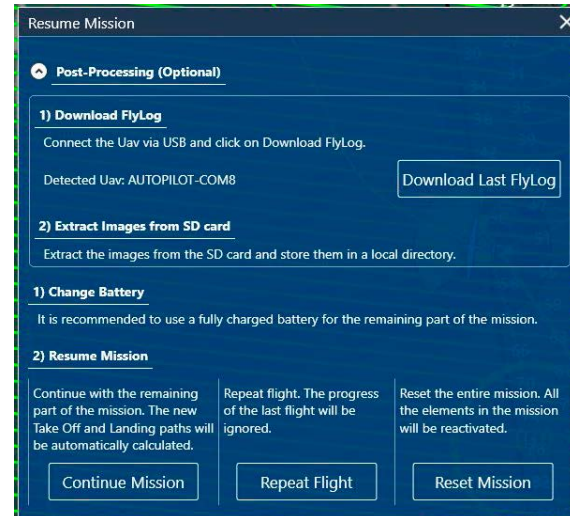 Resume Mission
Post-Processing (Optional)
1) Download FlyLog
Connect the Uav via USB and click on Download FlyLog.
Detected Uav: AUTOPILOT-COM8
Download Last FlyLog
2) Extract Images from SD card
Extract the images from the SD card and store them in a local directory.
1) Change Battery
It is recommended to use a fully charged battery for the remaining part of the mission.
2) Resume Mission
Continue with the remaining
part of the mission. The new
Take Off and Landing paths will
be automatically calculated.
Continue Mission
Repeat flight. The progress
of the last flight will be
ignored.
Repeat Flight
Reset the entire mission. All
the elements in the mission
will be reactivated.
Reset Mission